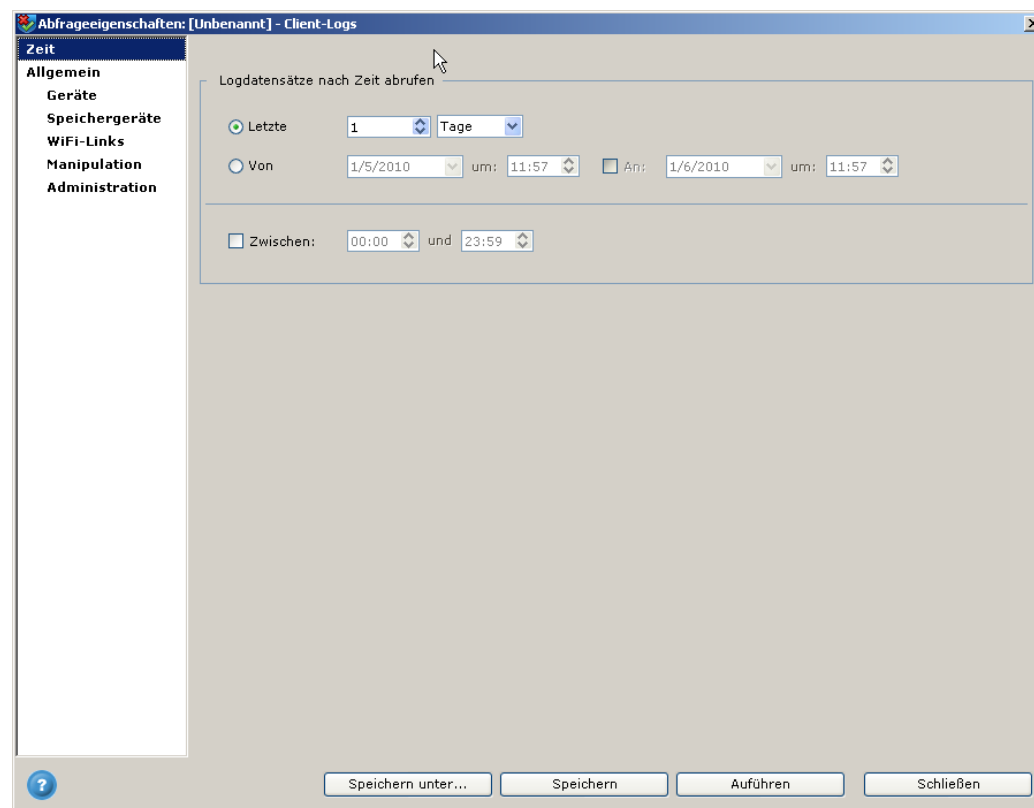 Abfrageeigenschaften: [Unbenannt] - Client-Logs
Zeit
Allgemein
Geräte
Speichergeräte
WiFi-Links
Manipulation
Administration
Logdatensätze nach Zeit abrufen
Letzte 1 Tage
Von 1/5/2010 um: 11:57 An: 1/6/2010 um: 11:57
Zwischen: 00:00 und 23:59
? Speichern unter... Speichern Auführen Schließen